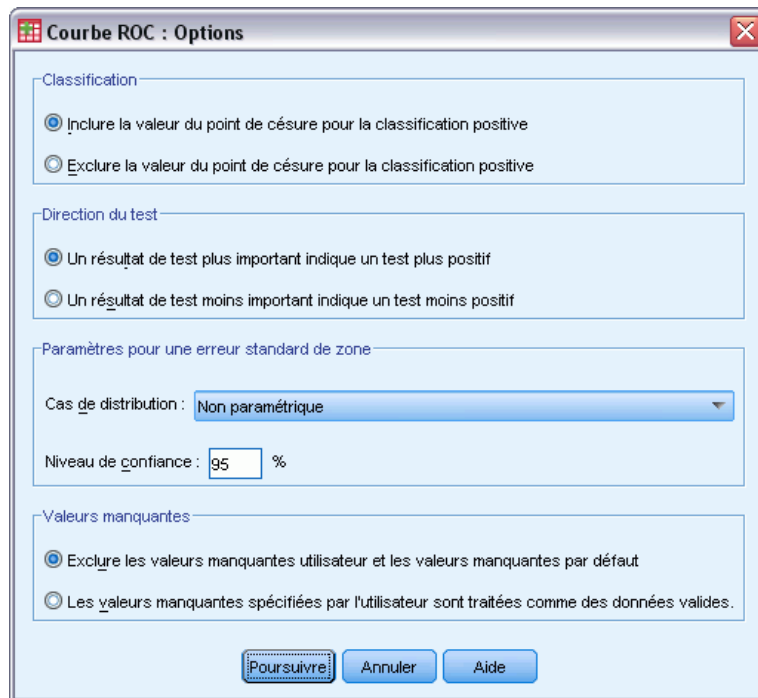 Courbe ROC : Options
Classification
Inclure la valeur du point de césure pour la classification positive
Exclure la valeur du point de césure pour la classification positive
Direction du test
Un résultat de test plus important indique un test plus positif
Un résultat de test moins important indique un test moins positif
Paramètres pour une erreur standard de zone
Cas de distribution : Non paramétrique
Niveau de confiance : 95 %
Valeurs manquantes
Exclure les valeurs manquantes utilisateur et les valeurs manquantes par défaut
Les valeurs manquantes spécifiées par l'utilisateur sont traitées comme des données valides.
Poursuivre Annuler Aide